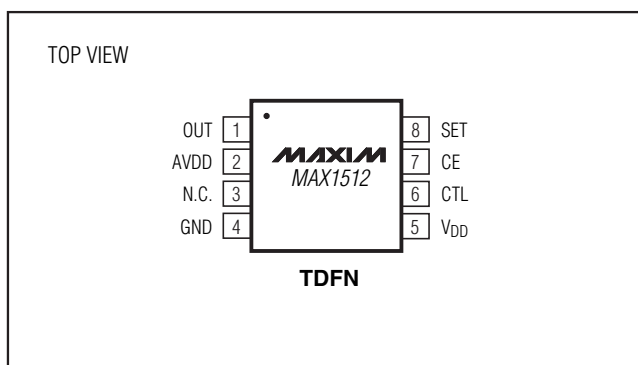 TOP VIEW
OUT 1
AVDD 2
N.C. 3
GND 4
MAXIM
MAX1512
8 SET
7 CE
6 CTL
5 VDD
TDFN